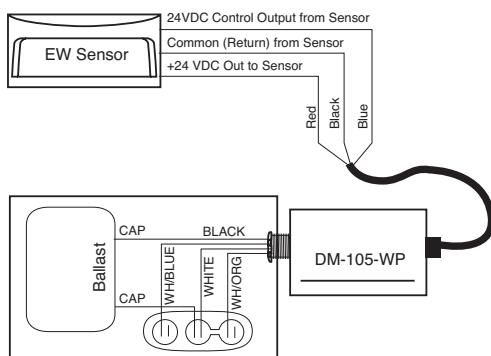 24VDC Control Output from Sensor
Common (Return) from Sensor
EW Sensor
+24 VDC Out to Sensor
Red
Black
Blue
CAP
BLACK
Ballast
WH/BLUE
WHITE
WH/ORG
DM-105-WP
CAP